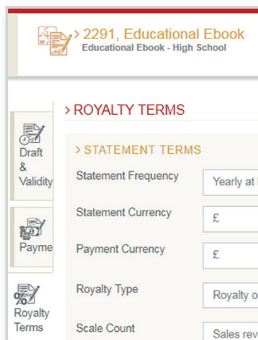 > 2291, Educational Ebook
Educational Ebook - High School
> ROYALTY TERMS
Draft
&
Validity
> STATEMENT TERMS
Statement Frequency
Yearly at
Statement Currency
£
Payme
Payment Currency
£
Royalty
Terms
Royalty Type
Royalty o
Scale Count
Sales rev